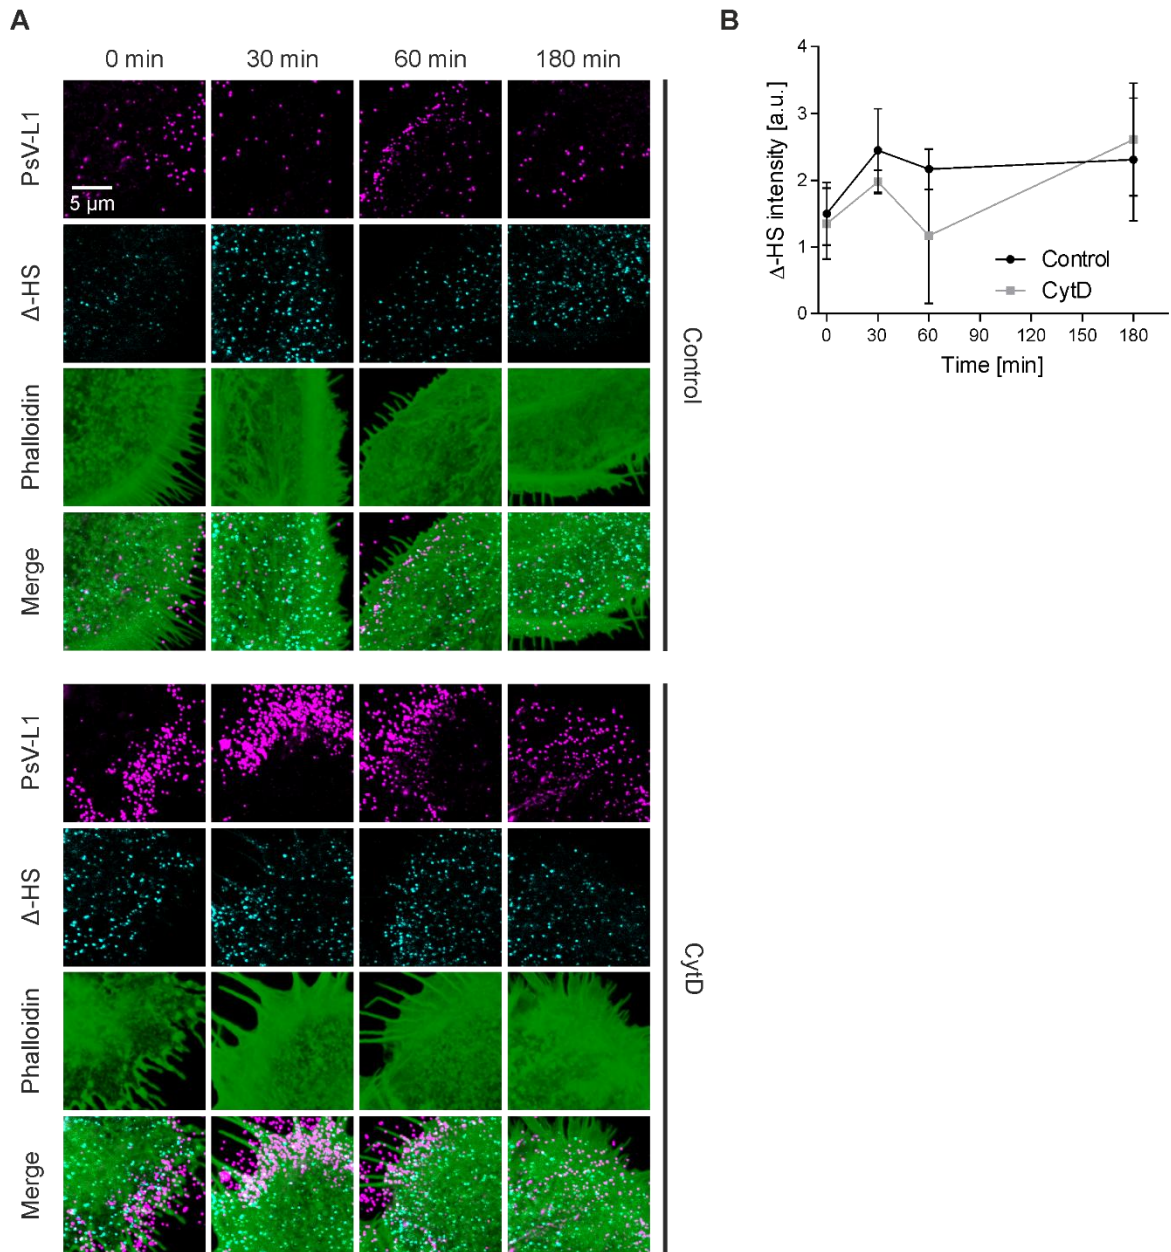 A
0 min 30 min 60 min 180 min
PsV-L1
5 µm
Δ-HS
Phalloidin
Merge
Control
PsV-L1
Δ-HS
Phalloidin
Merge
CytD
B
Δ-HS intensity [a.u.]
4
3
2
1
0
Control
CytD
0 30 60 90 120 150 180
Time [min]